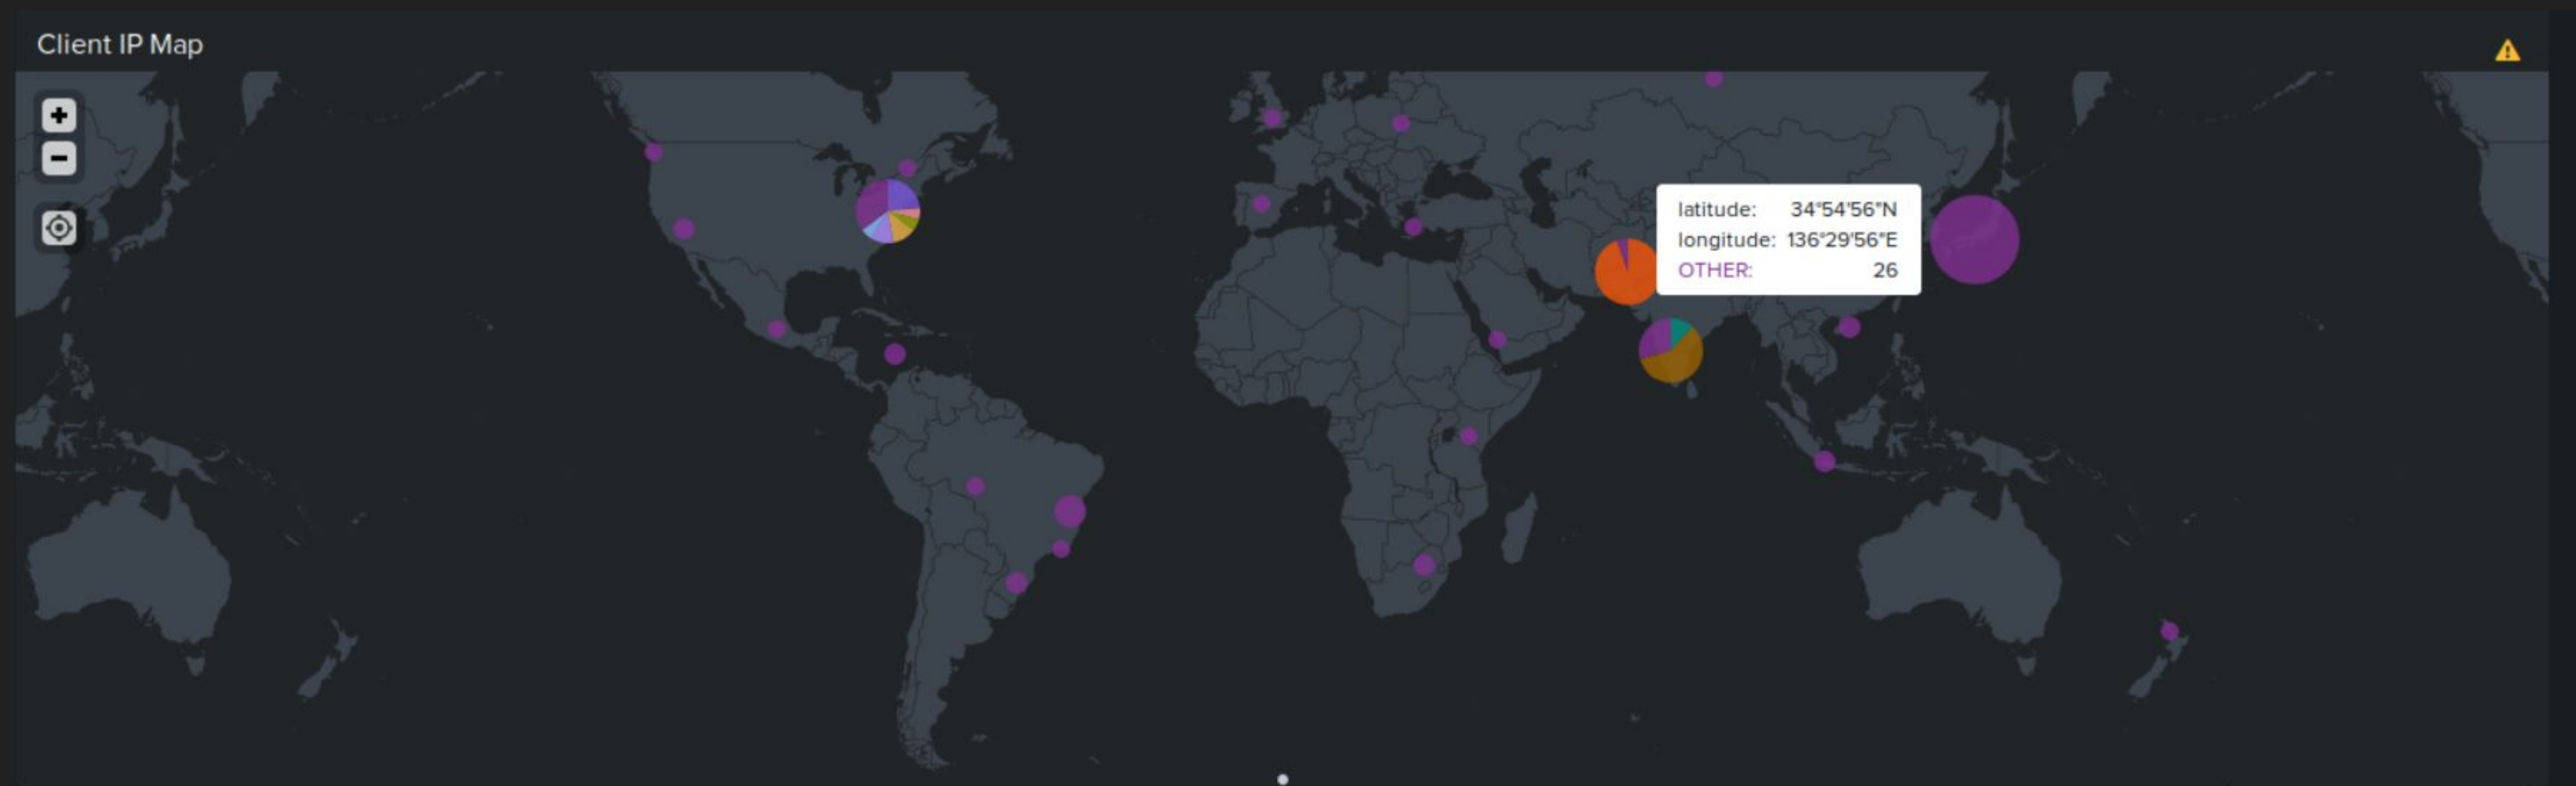 Client IP Map
+
−
latitude: 34°54'56"N
longitude: 136°29'56"E
OTHER: 26